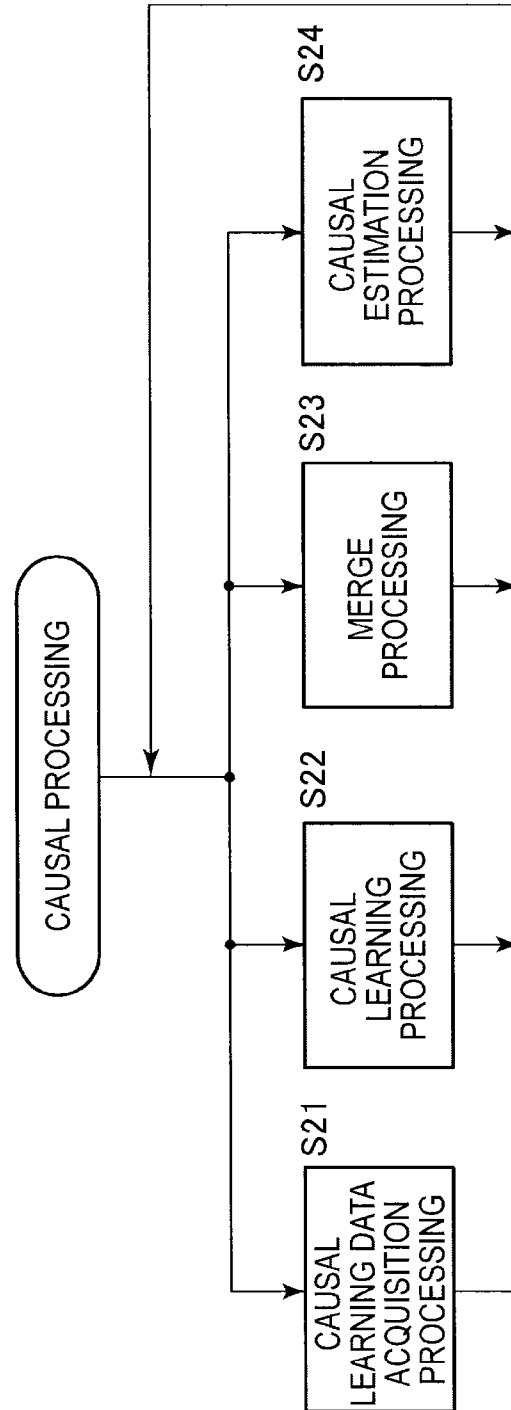 CAUSAL PROCESSING
S21
CAUSAL
LEARNING DATA
ACQUISITION
PROCESSING
S22
CAUSAL
LEARNING
PROCESSING
S23
MERGE
PROCESSING
S24
CAUSAL
ESTIMATION
PROCESSING